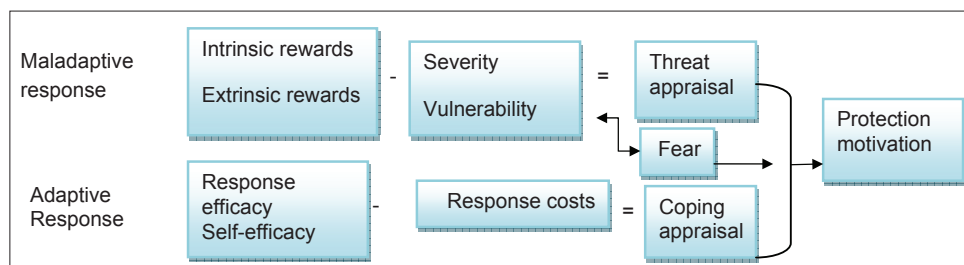 Maladaptive
response
Intrinsic rewards
Extrinsic rewards
-
Severity
Vulnerability
=
Threat
appraisal
Fear
Protection
motivation
Adaptive
Response
Response
efficacy
Self-efficacy
-
Response costs
=
Coping
appraisal